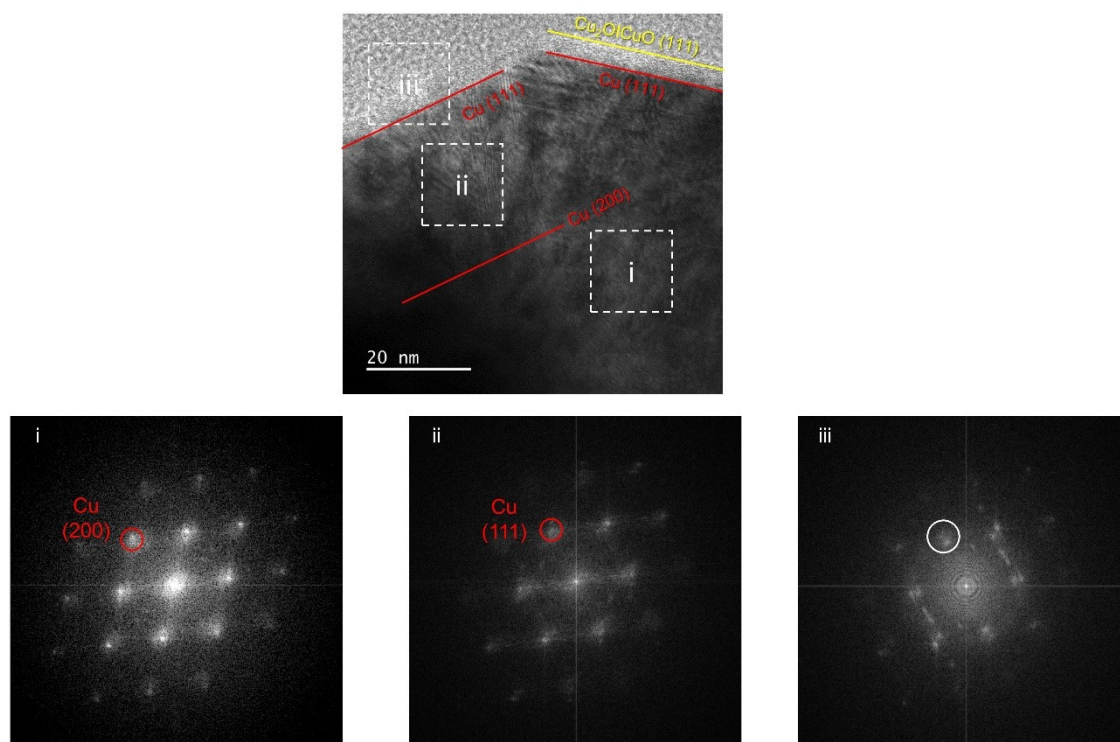 Cu₂O|CuO (111)
Cu (111)
Cu (111)
iii
ii
Cu (200)
i
20 nm
i
Cu
(200)
ii
Cu
(111)
iii